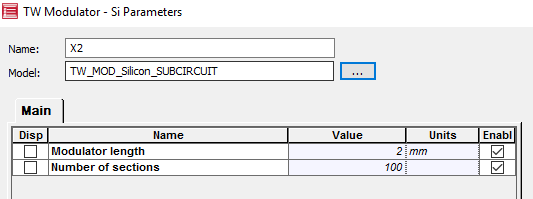 TW Modulator - Si Parameters
Name: X2
Model: TW_MOD_Silicon_SUBCIRCUIT ...
Main
Disp Name Value Units Enabl
Modulator length 2 mm
Number of sections 100